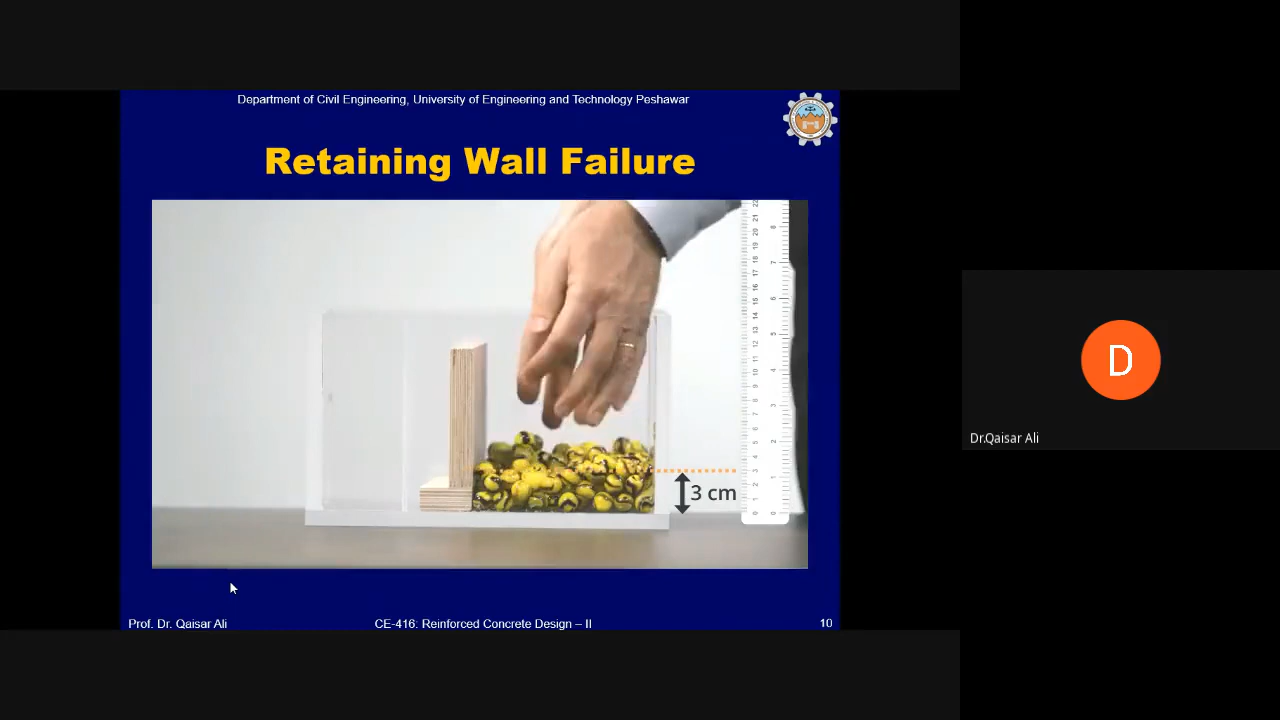 Department of Civil Engineering, University of Engineering and Technology Peshawar
Retaining Wall Failure
3 cm
D
Dr.Qaisar Ali
Prof. Dr. Qaisar Ali
CE-416: Reinforced Concrete Design – II
10